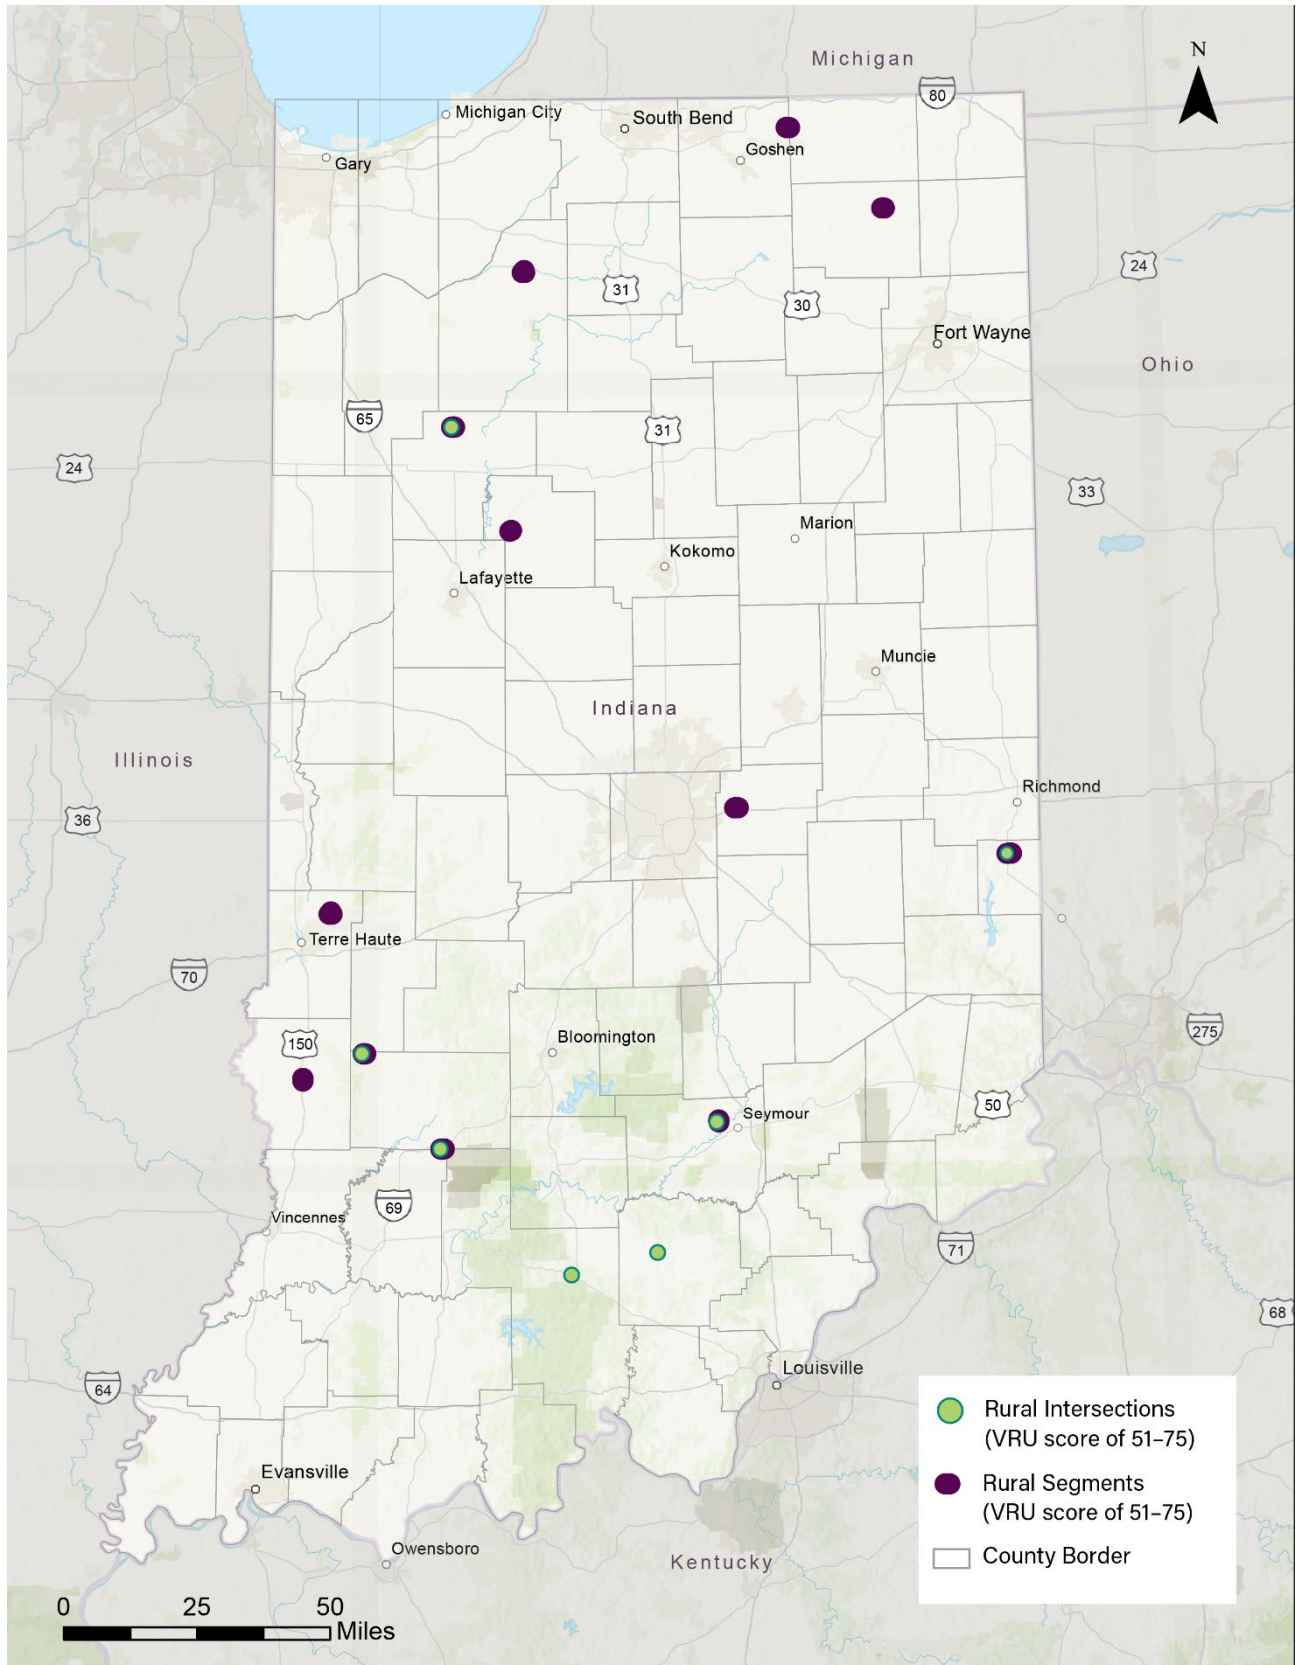 Michigan
N
80
Michigan City
South Bend
Goshen
Gary
24
31
30
Fort Wayne
Ohio
65
31
24
33
Marion
Kokomo
Lafayette
Muncie
Indiana
Illinois
Richmond
36
Terre Haute
70
275
Bloomington
150
50
Seymour
69
Vincennes
71
68
Louisville
64
Rural Intersections
(VRU score of 51–75)
Evansville
Rural Segments
(VRU score of 51–75)
Owensboro
Kentucky
County Border
0 25 50
Miles